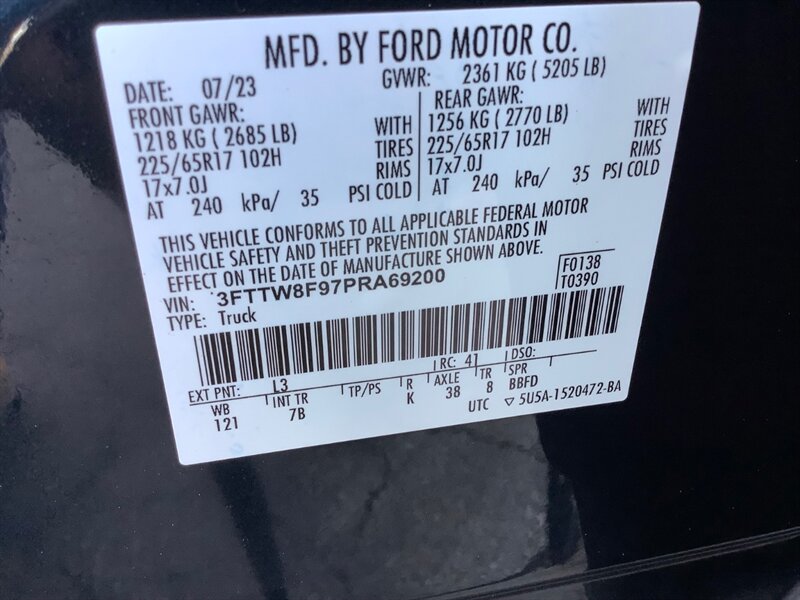 MFD. BY FORD MOTOR CO.
DATE: 07/23 GVWR: 2361 KG ( 5205 LB)
FRONT GAWR: REAR GAWR:
1218 KG ( 2685 LB) WITH 1256 KG ( 2770 LB) WITH
225/65R17 102H TIRES 225/65R17 102H TIRES
17x7.0J RIMS 17x7.0J RIMS
AT 240 kPa/ 35 PSI COLD AT 240 kPa/ 35 PSI COLD
THIS VEHICLE CONFORMS TO ALL APPLICABLE FEDERAL MOTOR
VEHICLE SAFETY AND THEFT PREVENTION STANDARDS IN
EFFECT ON THE DATE OF MANUFACTURE SHOWN ABOVE.
VIN: 3FTTW8F97PRA69200 F0138
TYPE: Truck T0390
EXT PNT: L3 RC: 41 DSO:
WB INT TR TP/PS R AXLE TR SPR
121 7B K 38 8 BBFD
UTC ▽ 5U5A-1520472-BA